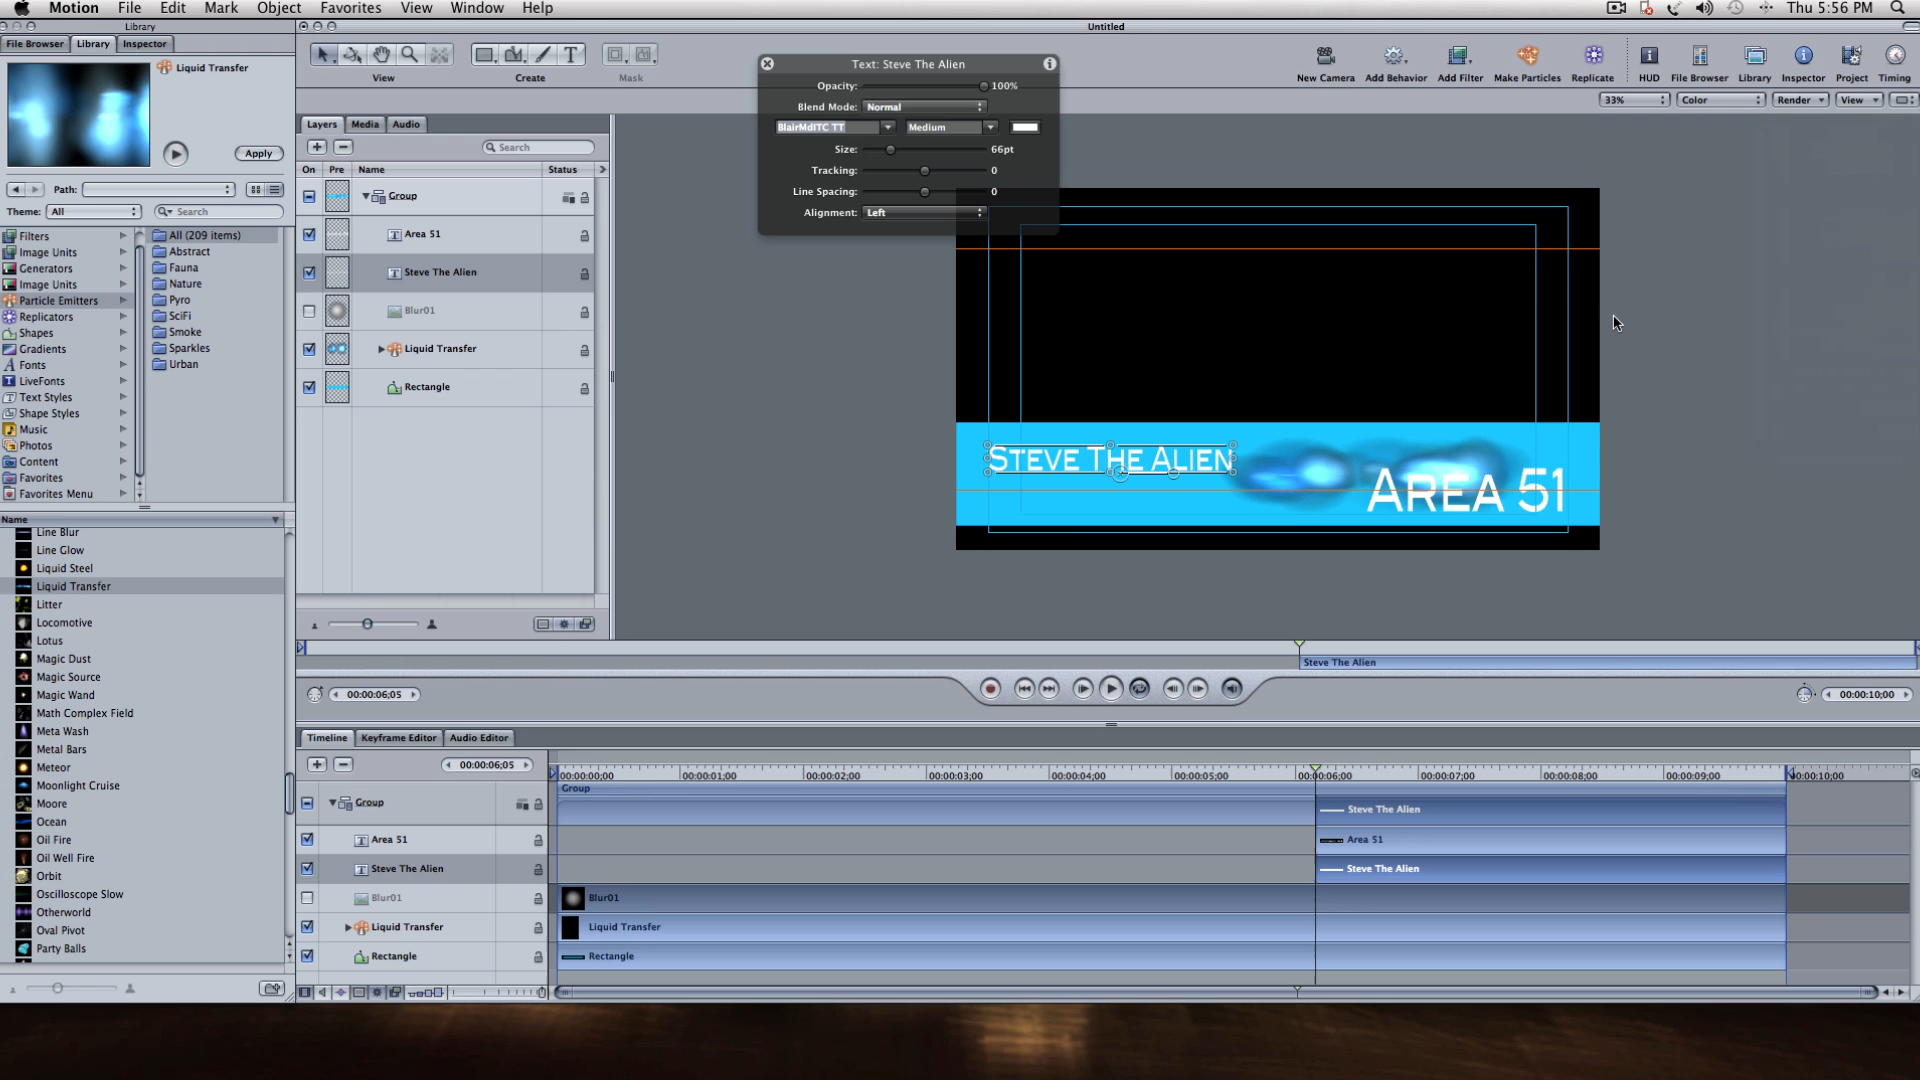 Motion File Edit Mark Object Favorites View Window Help Thu 5:56 PM
Library Untitled
File Browser Library Inspector
Liquid Transfer
Apply
Path:
Theme: All Search
Filters
Image Units
Generators
Image Units
Particle Emitters
Replicators
Shapes
Gradients
Fonts
LiveFonts
Text Styles
Shape Styles
Music
Photos
Content
Favorites
Favorites Menu
All (209 items)
Abstract
Fauna
Nature
Pyro
SciFi
Smoke
Sparkles
Urban
Name
Line Blur
Line Glow
Liquid Steel
Liquid Transfer
Litter
Locomotive
Lotus
Magic Dust
Magic Source
Magic Wand
Math Complex Field
Meta Wash
Metal Bars
Meteor
Moonlight Cruise
Moore
Ocean
Oil Fire
Oil Well Fire
Orbit
Oscilloscope Slow
Otherworld
Oval Pivot
Party Balls
View Create Mask
New Camera Add Behavior Add Filter Make Particles Replicate HUD File Browser Library Inspector Project Timing
33% Color Render View
Layers Media Audio
Search
On Pre Name Status
Group
Area 51
Steve The Alien
Blur01
Liquid Transfer
Rectangle
Text: Steve The Alien
Opacity: 100%
Blend Mode: Normal
BlairMdITC TT Medium
Size: 66pt
Tracking: 0
Line Spacing: 0
Alignment: Left
Steve The Alien
Area 51
Steve The Alien
00:00:06;05 00:00:10;00
Timeline Keyframe Editor Audio Editor
00:00:06;05
00:00:00;00 00:00:01;00 00:00:02;00 00:00:03;00 00:00:04;00 00:00:05;00 00:00:06;00 00:00:07;00 00:00:08;00 00:00:09;00 00:00:10;00
Group
Group Steve The Alien
Area 51 Area 51
Steve The Alien Steve The Alien
Blur01 Blur01
Liquid Transfer Liquid Transfer
Rectangle Rectangle